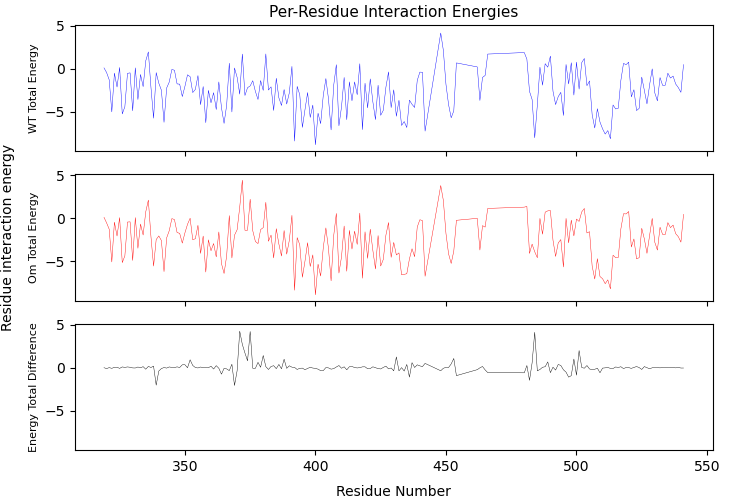 Per-Residue Interaction Energies
Residue interaction energy
WT Total Energy
5
0
−5
Om Total Energy
5
0
−5
Energy Total Difference
5
0
−5
350 400 450 500 550
Residue Number